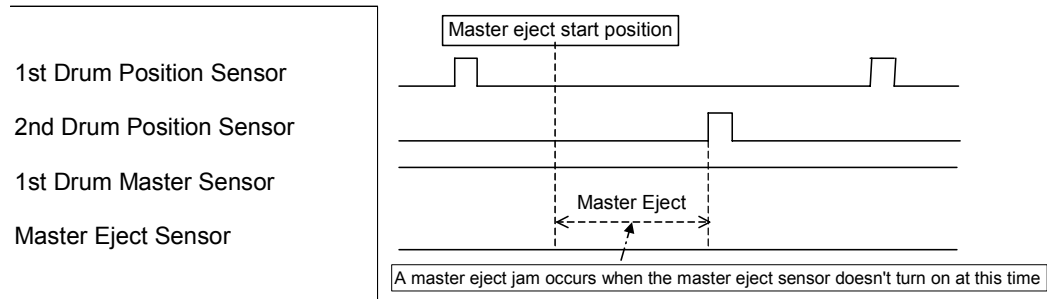 Master eject start position
1st Drum Position Sensor
2nd Drum Position Sensor
1st Drum Master Sensor
Master Eject
Master Eject Sensor
A master eject jam occurs when the master eject sensor doesn't turn on at this time